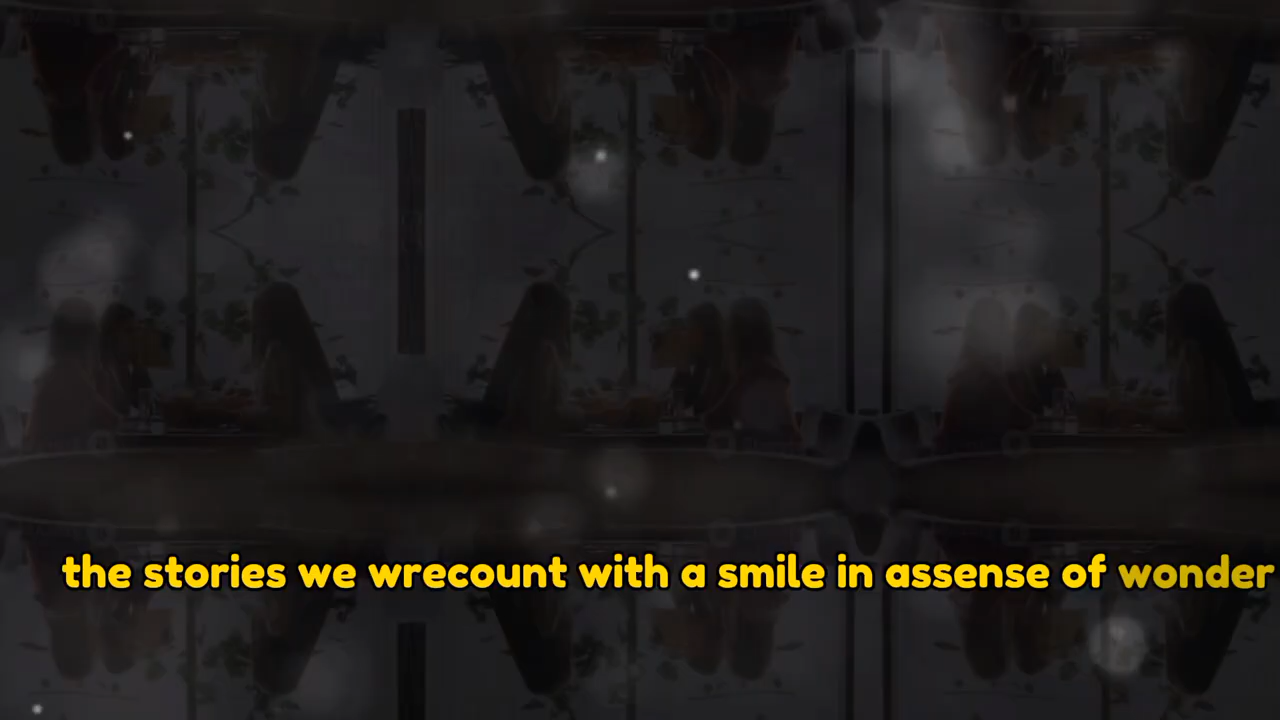 the stories we wrecount with a smile in assense of wonder